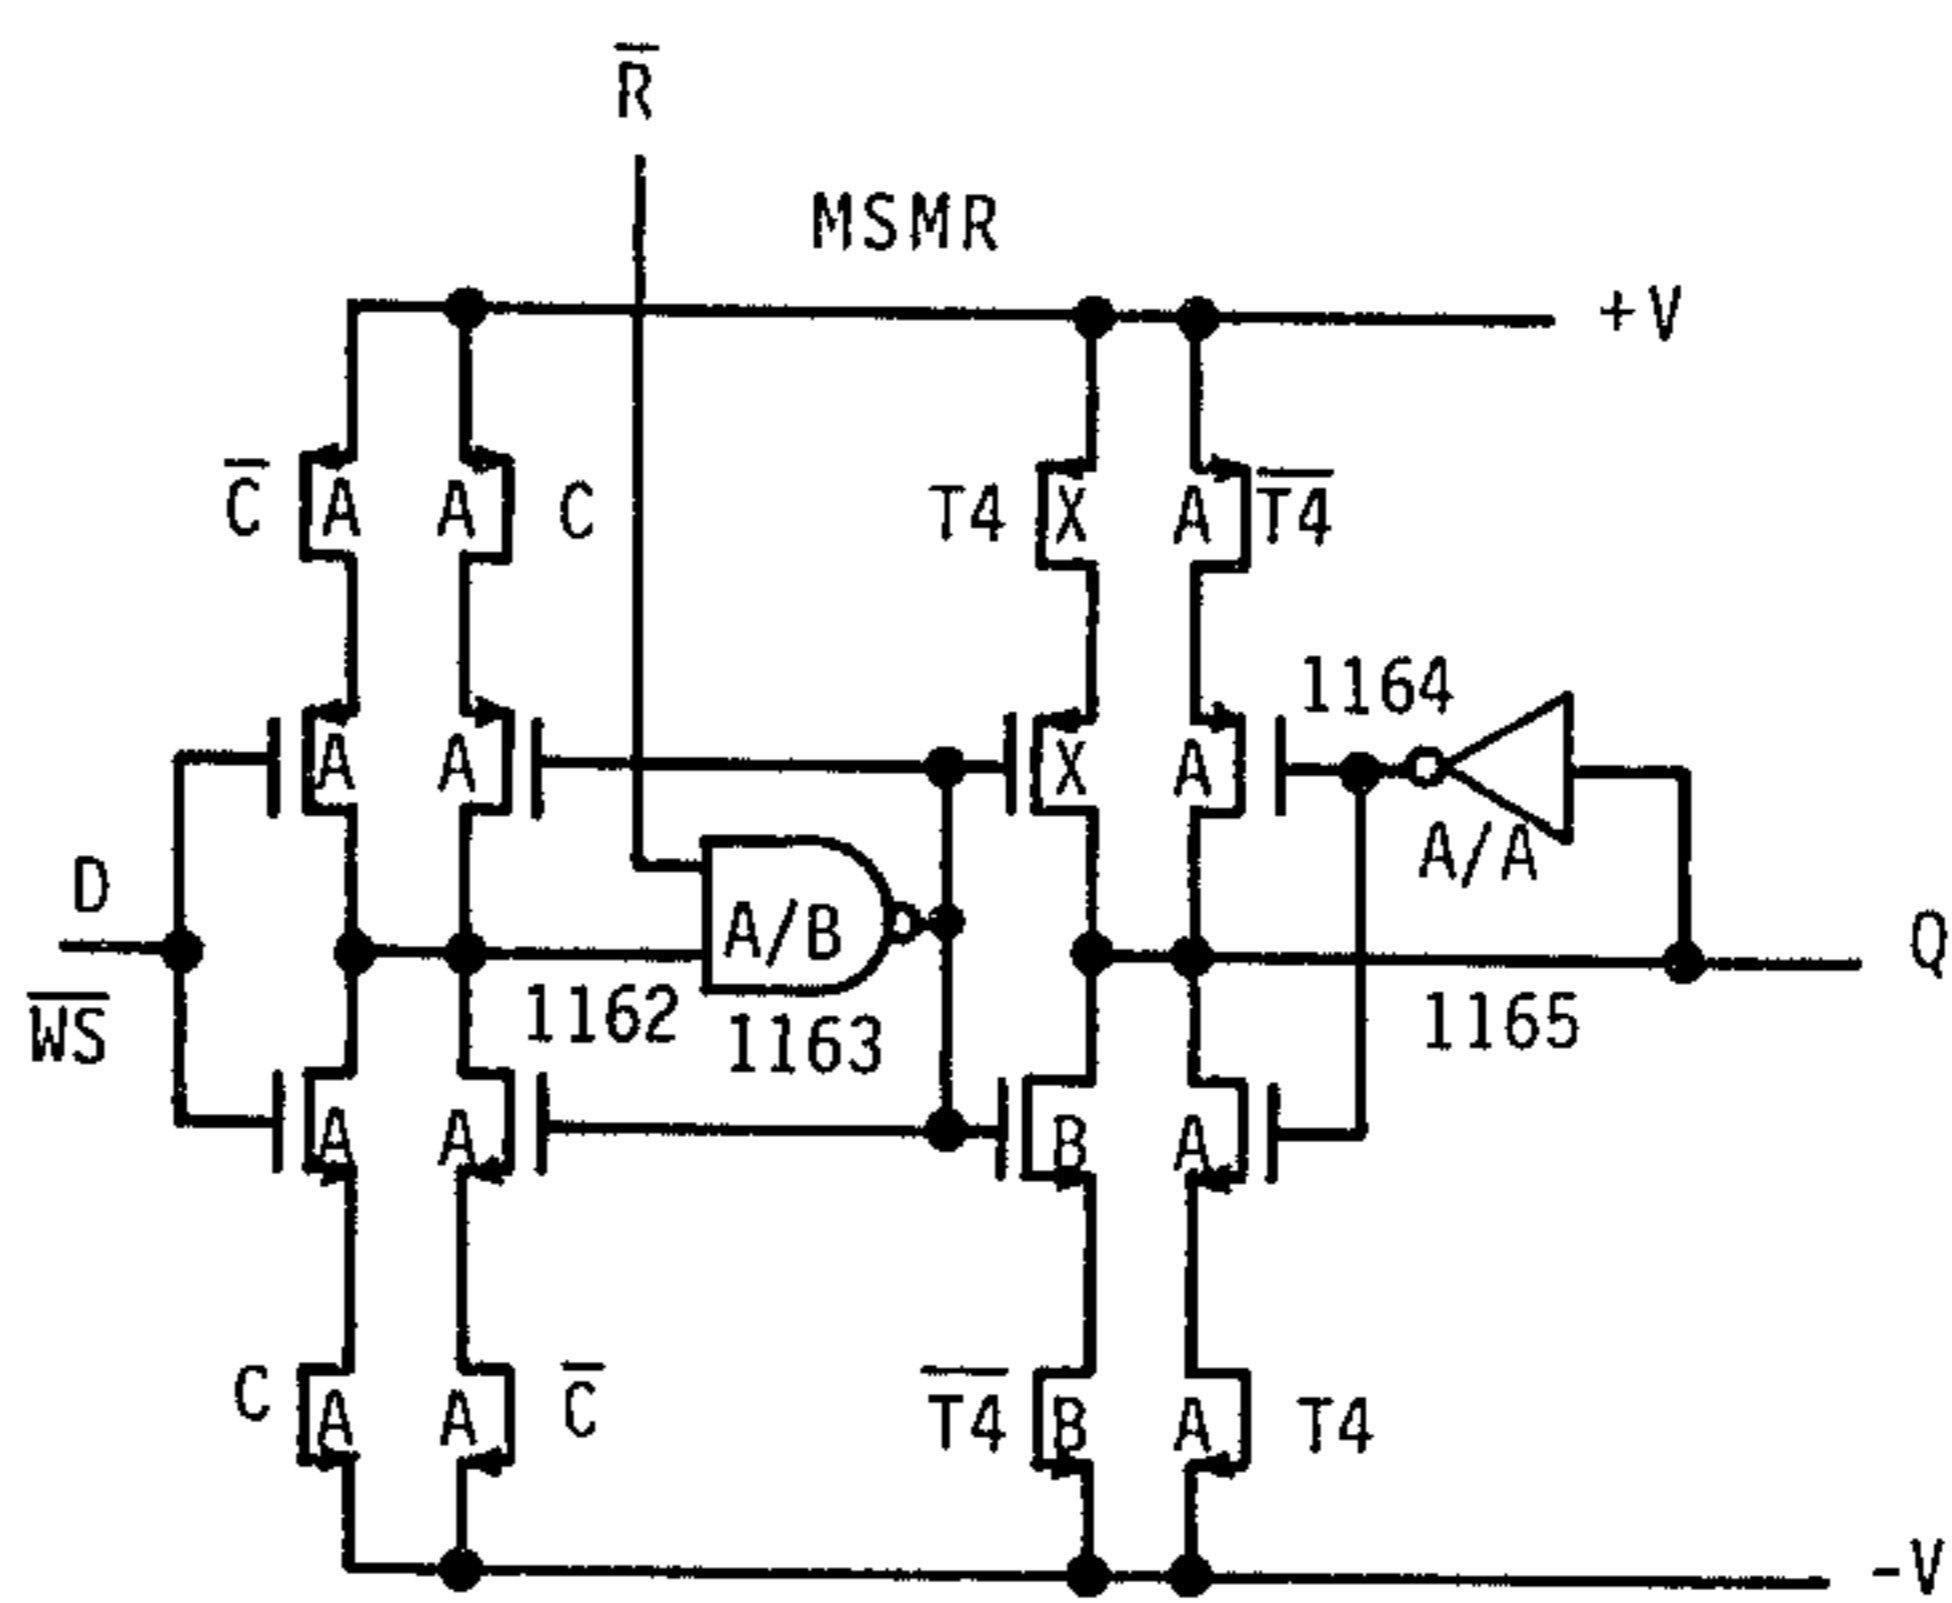 R̅
MSMR
+V
C̅ A A C T4 X A T̅4̅
1164
A A X A
A/A
D
A/B
Q
W̅S̅
1162 1163 1165
A A B A
C A A C̅ T̅4̅ B A T4
-V